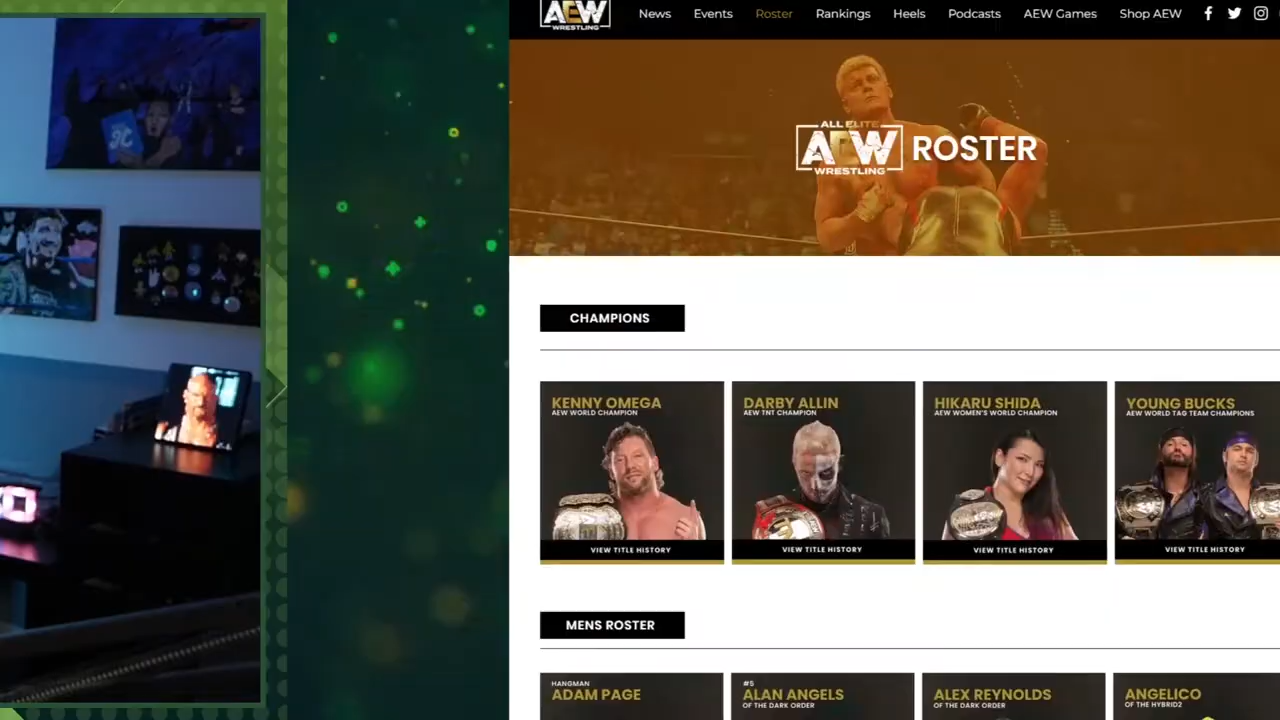 AEW
WRESTLING
News Events Roster Rankings Heels Podcasts AEW Games Shop AEW
ALL ELITE
AEW
WRESTLING
ROSTER
CHAMPIONS
KENNY OMEGA
AEW WORLD CHAMPION
VIEW TITLE HISTORY
DARBY ALLIN
AEW TNT CHAMPION
VIEW TITLE HISTORY
HIKARU SHIDA
AEW WOMEN'S WORLD CHAMPION
VIEW TITLE HISTORY
YOUNG BUCKS
AEW WORLD TAG TEAM CHAMPIONS
VIEW TITLE HISTORY
MENS ROSTER
HANGMAN
ADAM PAGE
#5
ALAN ANGELS
OF THE DARK ORDER
ALEX REYNOLDS
OF THE DARK ORDER
ANGELICO
OF THE HYBRID2